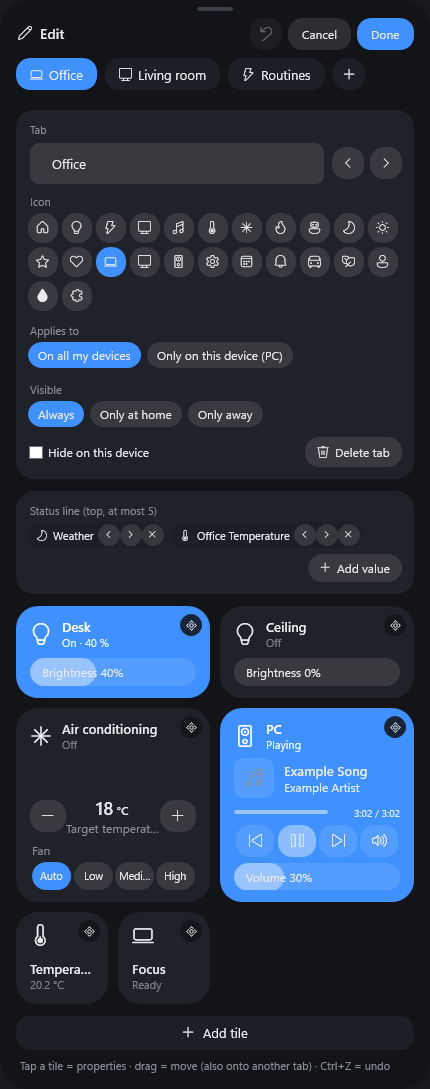 Edit
Cancel
Done
Office
Living room
Routines
Tab
Office
Icon
Applies to
On all my devices
Only on this device (PC)
Visible
Always
Only at home
Only away
Hide on this device
Delete tab
Status line (top, at most 5)
Weather
Office Temperature
Add value
Desk
On · 40 %
Brightness 40%
Ceiling
Off
Brightness 0%
Air conditioning
Off
18 °C
Target temperat...
Fan
Auto
Low
Medi...
High
PC
Playing
Example Song
Example Artist
3:02 / 3:02
Volume 30%
Tempera...
20.2 °C
Focus
Ready
Add tile
Tap a tile = properties · drag = move (also onto another tab) · Ctrl+Z = undo